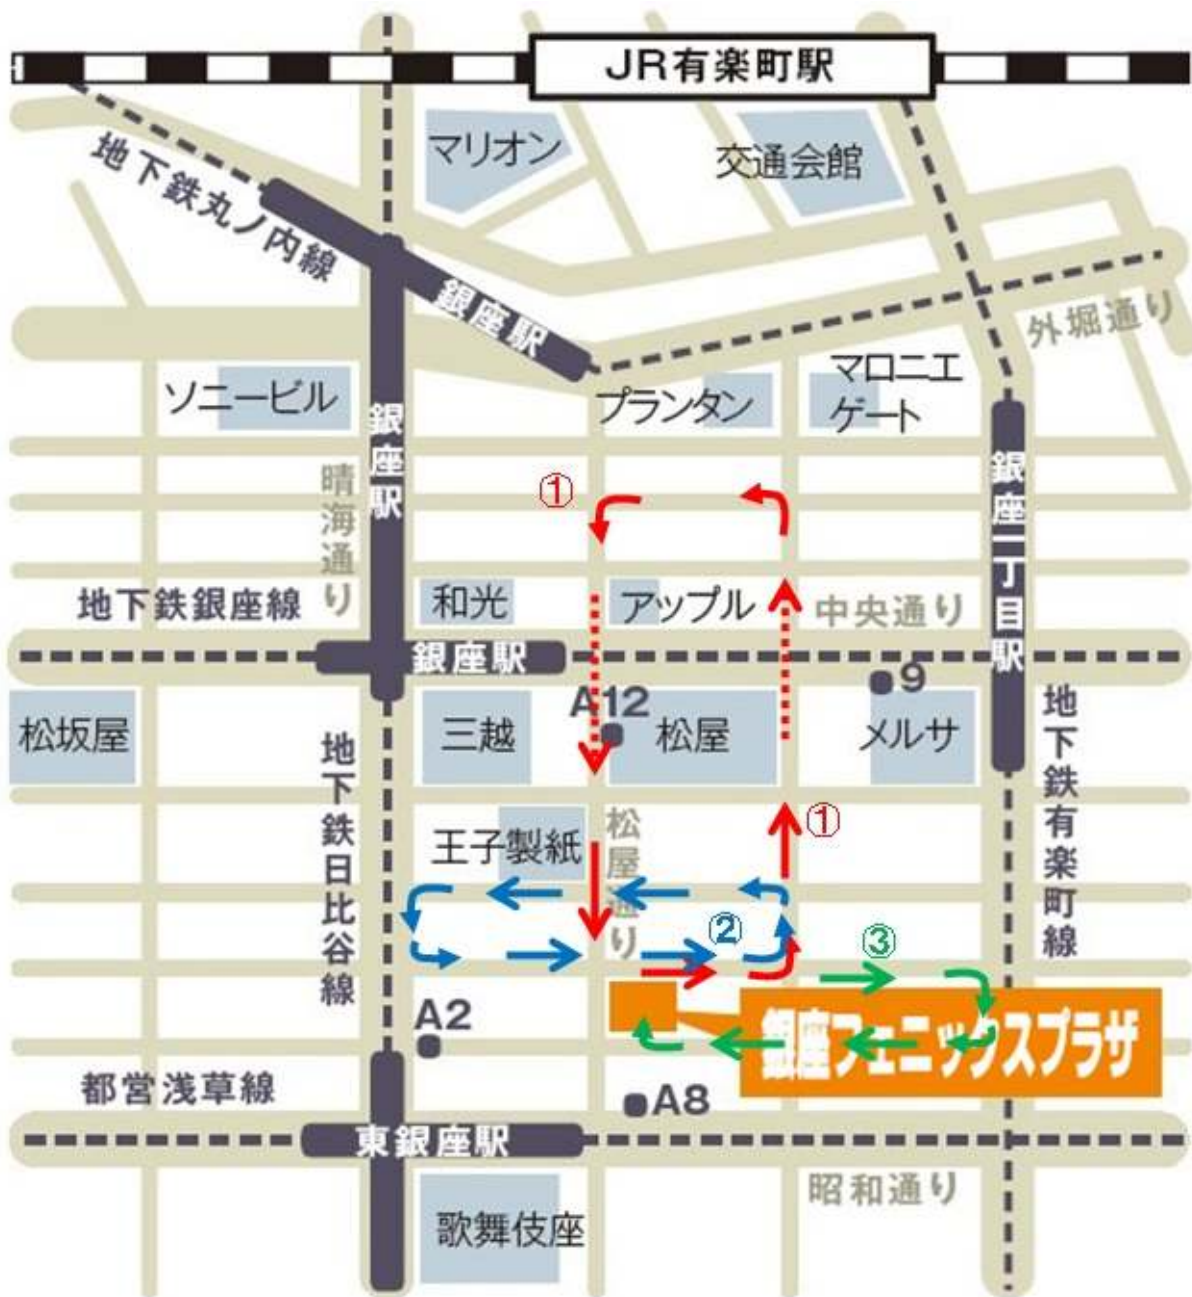 JR有楽町駅
マリオン
交通会館
地下鉄丸ノ内線
銀座駅
外堀通り
ソニービル
銀座駅
プランタン
マロニエ
ゲート
晴海通り
①
銀座一丁目駅
地下鉄銀座線
和光
アップル
中央通り
銀座駅
A12
9
松坂屋
三越
松屋
メルサ
地下鉄日比谷線
地下鉄有楽町線
王子製紙
松屋通り
①
②
③
A2
銀座フェニックスプラザ
都営浅草線
A8
東銀座駅
昭和通り
歌舞伎座